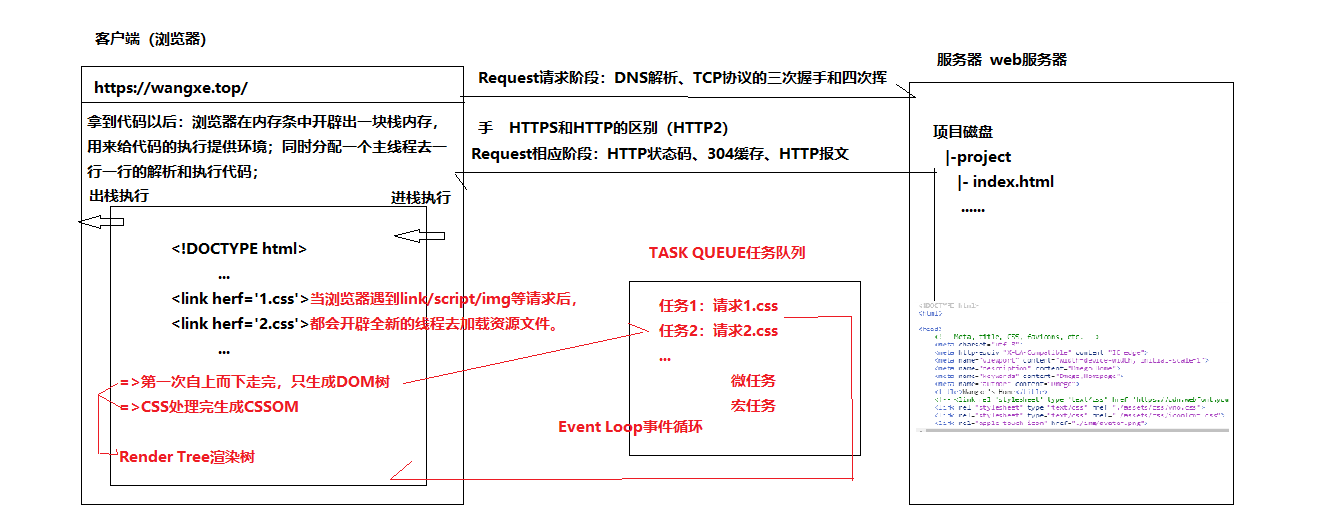 客户端（浏览器）
https://wangxe.top/
拿到代码以后：浏览器在内存条中开辟出一块栈内存，
用来给代码的执行提供环境；同时分配一个主线程去一
行一行的解析和执行代码；
出栈执行
进栈执行
<!DOCTYPE html>
...
<link herf='1.css'>当浏览器遇到link/script/img等请求后，
<link herf='2.css'>都会开辟全新的线程去加载资源文件。
...
=>第一次自上而下走完，只生成DOM树
=>CSS处理完生成CSSOM
Render Tree渲染树
Request请求阶段：DNS解析、TCP协议的三次握手和四次挥
手 HTTPS和HTTP的区别（HTTP2）
Request相应阶段：HTTP状态码、304缓存、HTTP报文
TASK QUEUE任务队列
任务1：请求1.css
任务2：请求2.css
...
微任务
宏任务
Event Loop事件循环
服务器 web服务器
项目磁盘
|-project
|- index.html
......
<!DOCTYPE html>
<html>
<head>
Meta, title, CSS, favicons, etc.